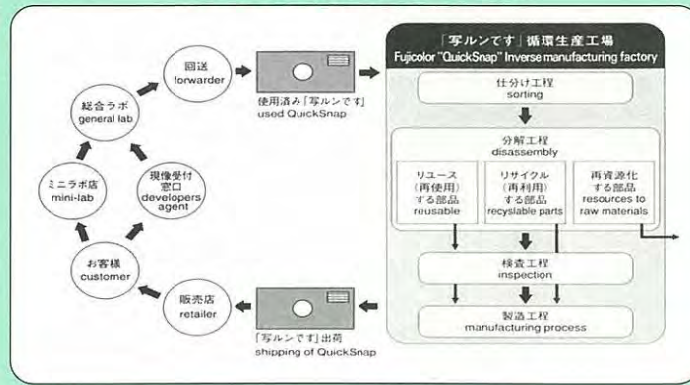 「写ルンです」循環生産工場
Fujicolor "QuickSnap" Inverse manufacturing factory
仕分け工程
sorting
分解工程
disassembly
リユース
(再使用)
する部品
reusable
リサイクル
(再利用)
する部品
recyslable parts
再資源化
する部品
resources to
raw materials
検査工程
inspection
製造工程
manufacturing process
回送
forwarder
使用済み「写ルンです」
used QuickSnap
総合ラボ
general lab
ミニラボ店
mini-lab
現像受付
窓口
developers
agent
お客様
customer
販売店
retailer
「写ルンです」出荷
shipping of QuickSnap